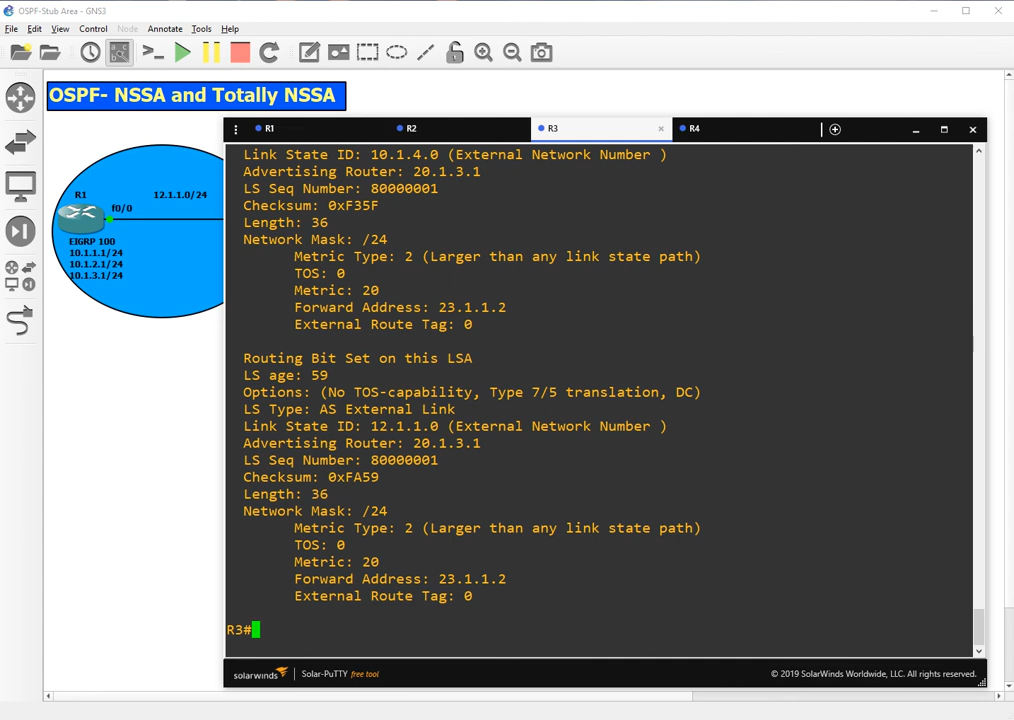 OSPF-Stub Area - GNS3
File Edit View Control Node Annotate Tools Help
OSPF- NSSA and Totally NSSA
R1
f0/0
12.1.1.0/24
EIGRP 100
10.1.1.1/24
10.1.2.1/24
10.1.3.1/24
R1 R2 R3 R4
Link State ID: 10.1.4.0 (External Network Number )
Advertising Router: 20.1.3.1
LS Seq Number: 80000001
Checksum: 0xF35F
Length: 36
Network Mask: /24
Metric Type: 2 (Larger than any link state path)
TOS: 0
Metric: 20
Forward Address: 23.1.1.2
External Route Tag: 0
Routing Bit Set on this LSA
LS age: 59
Options: (No TOS-capability, Type 7/5 translation, DC)
LS Type: AS External Link
Link State ID: 12.1.1.0 (External Network Number )
Advertising Router: 20.1.3.1
LS Seq Number: 80000001
Checksum: 0xFA59
Length: 36
Network Mask: /24
Metric Type: 2 (Larger than any link state path)
TOS: 0
Metric: 20
Forward Address: 23.1.1.2
External Route Tag: 0
R3#
solarwinds | Solar-PuTTY free tool
© 2019 SolarWinds Worldwide, LLC. All rights reserved.